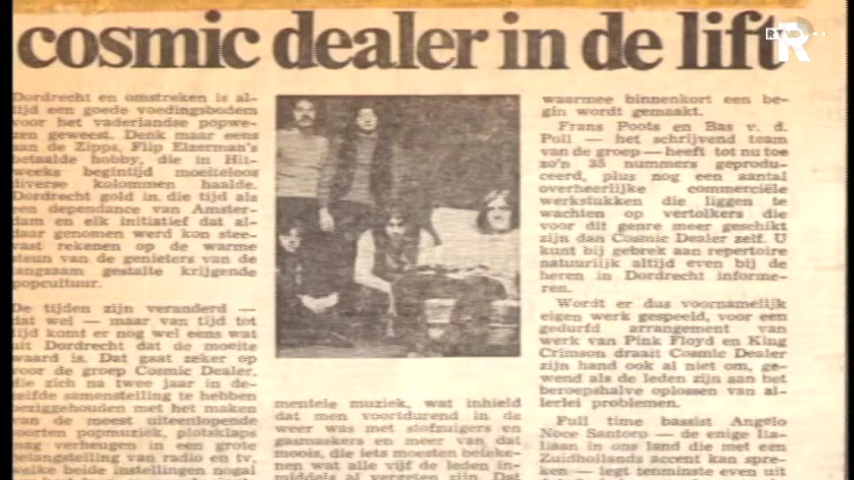 cosmic dealer in de lift
R
Dordrecht en omstreken is al-
tijd een goede voedingsbodem
voor het vaderlandse popwe-
zen geweest. Denk maar eens
aan de Zipps, Flip Elzerman's
betaalde hobby, die in Hit-
weeks begintijd moeiteloos
diverse kolommen haalde.
Dordrecht gold in die tijd als
een dependance van Amster-
dam en elk initiatief dat al-
daar genomen werd kon stee-
vast rekenen op de warme
steun van de genieters van de
langzaam gestalte krijgende
popcultuur.
De tijden zijn veranderd —
dat wel — maar van tijd tot
tijd komt er nog wel eens wat
uit Dordrecht dat de moeite
waard is. Dat gaat zeker op
voor de groep Cosmic Dealer,
die zich na twee jaar in de-
zelfde samenstelling te hebben
beziggehouden met het maken
van de meest uiteenlopende
soorten popmuziek, plotsklaps
mag verheugen in een grote
belangstelling van radio en tv,
welke beide instellingen nogal
mentele muziek, wat inhield
dat men voortdurend in de
weer was met stofzuigers en
gasmaskers en meer van dat
moois, die iets moesten beteke-
nen wat alle vijf de leden in-
middels al vergeten zijn. Dat
waarmee binnenkort een be-
gin wordt gemaakt.
Frans Poots en Bas v. d.
Poll — het schrijvend team
van de groep — heeft tot nu toe
zo'n 35 nummers geprodu-
ceerd, plus nog een aantal
overheerlijke commerciële
werkstukken die liggen te
wachten op vertolkers die
voor dit genre meer geschikt
zijn dan Cosmic Dealer zelf. U
kunt bij gebrek aan repertoire
natuurlijk altijd even bij de
heren in Dordrecht informe-
ren.
Wordt er dus voornamelijk
eigen werk gespeeld, voor een
gedurfd arrangement van
werk van Pink Floyd en King
Crimson draait Cosmic Dealer
zijn hand ook al niet om, ge-
wend als de leden zijn aan het
beroepshalve oplossen van al-
lerlei problemen.
Full time bassist Angelo
Noce Santoro — de enige Ita-
liaan in ons land die met een
Zuidhollands accent kan spre-
ken — legt tenminste even uit